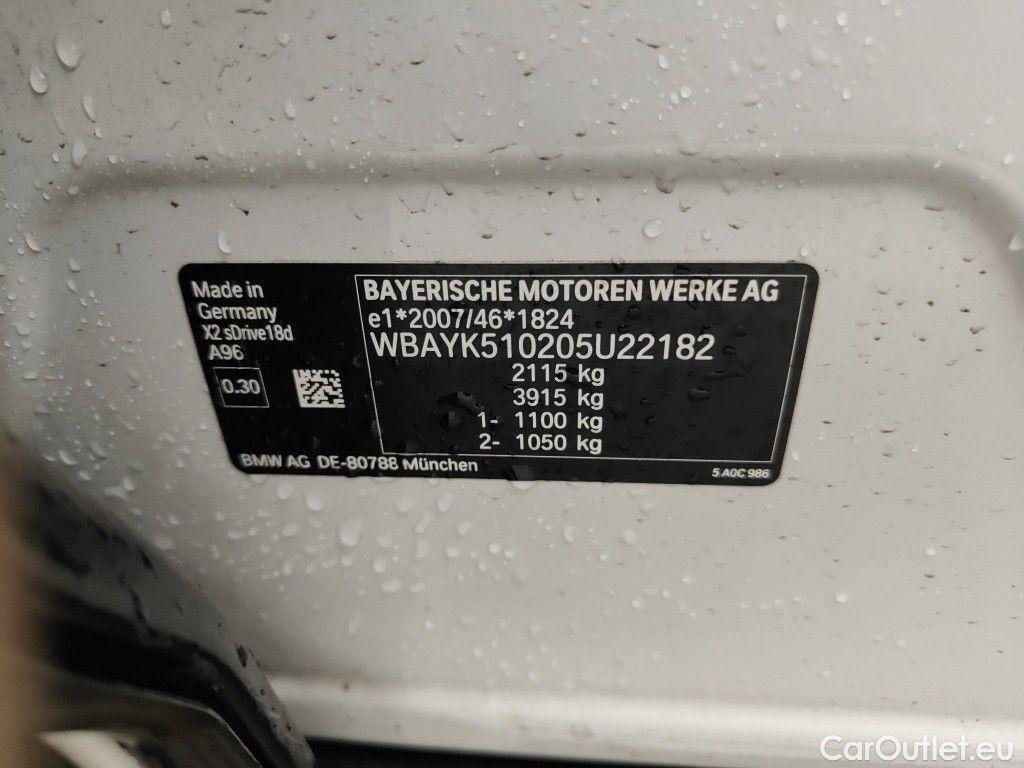 Made in
Germany
X2 sDrive18d
A96
0.30
BAYERISCHE MOTOREN WERKE AG
e1*2007/46*1824
WBAYK510205U22182
2115 kg
3915 kg
1- 1100 kg
2- 1050 kg
BMW AG DE-80788 München
5 A0C 986
CarOutlet.eu